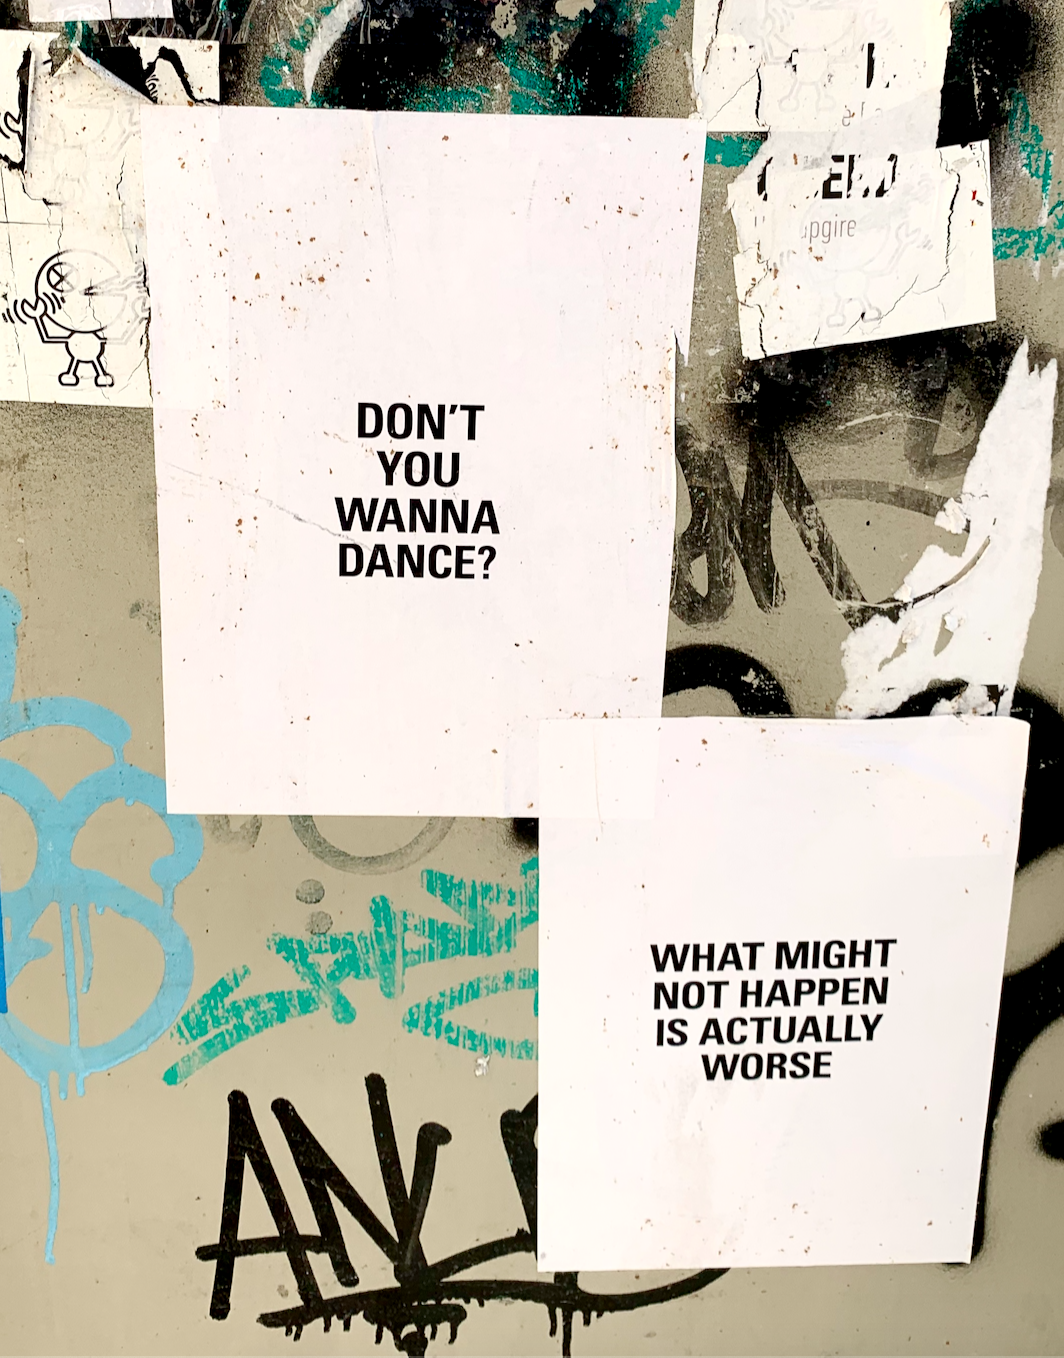 DON'T
YOU
WANNA
DANCE?
WHAT MIGHT
NOT HAPPEN
IS ACTUALLY
WORSE